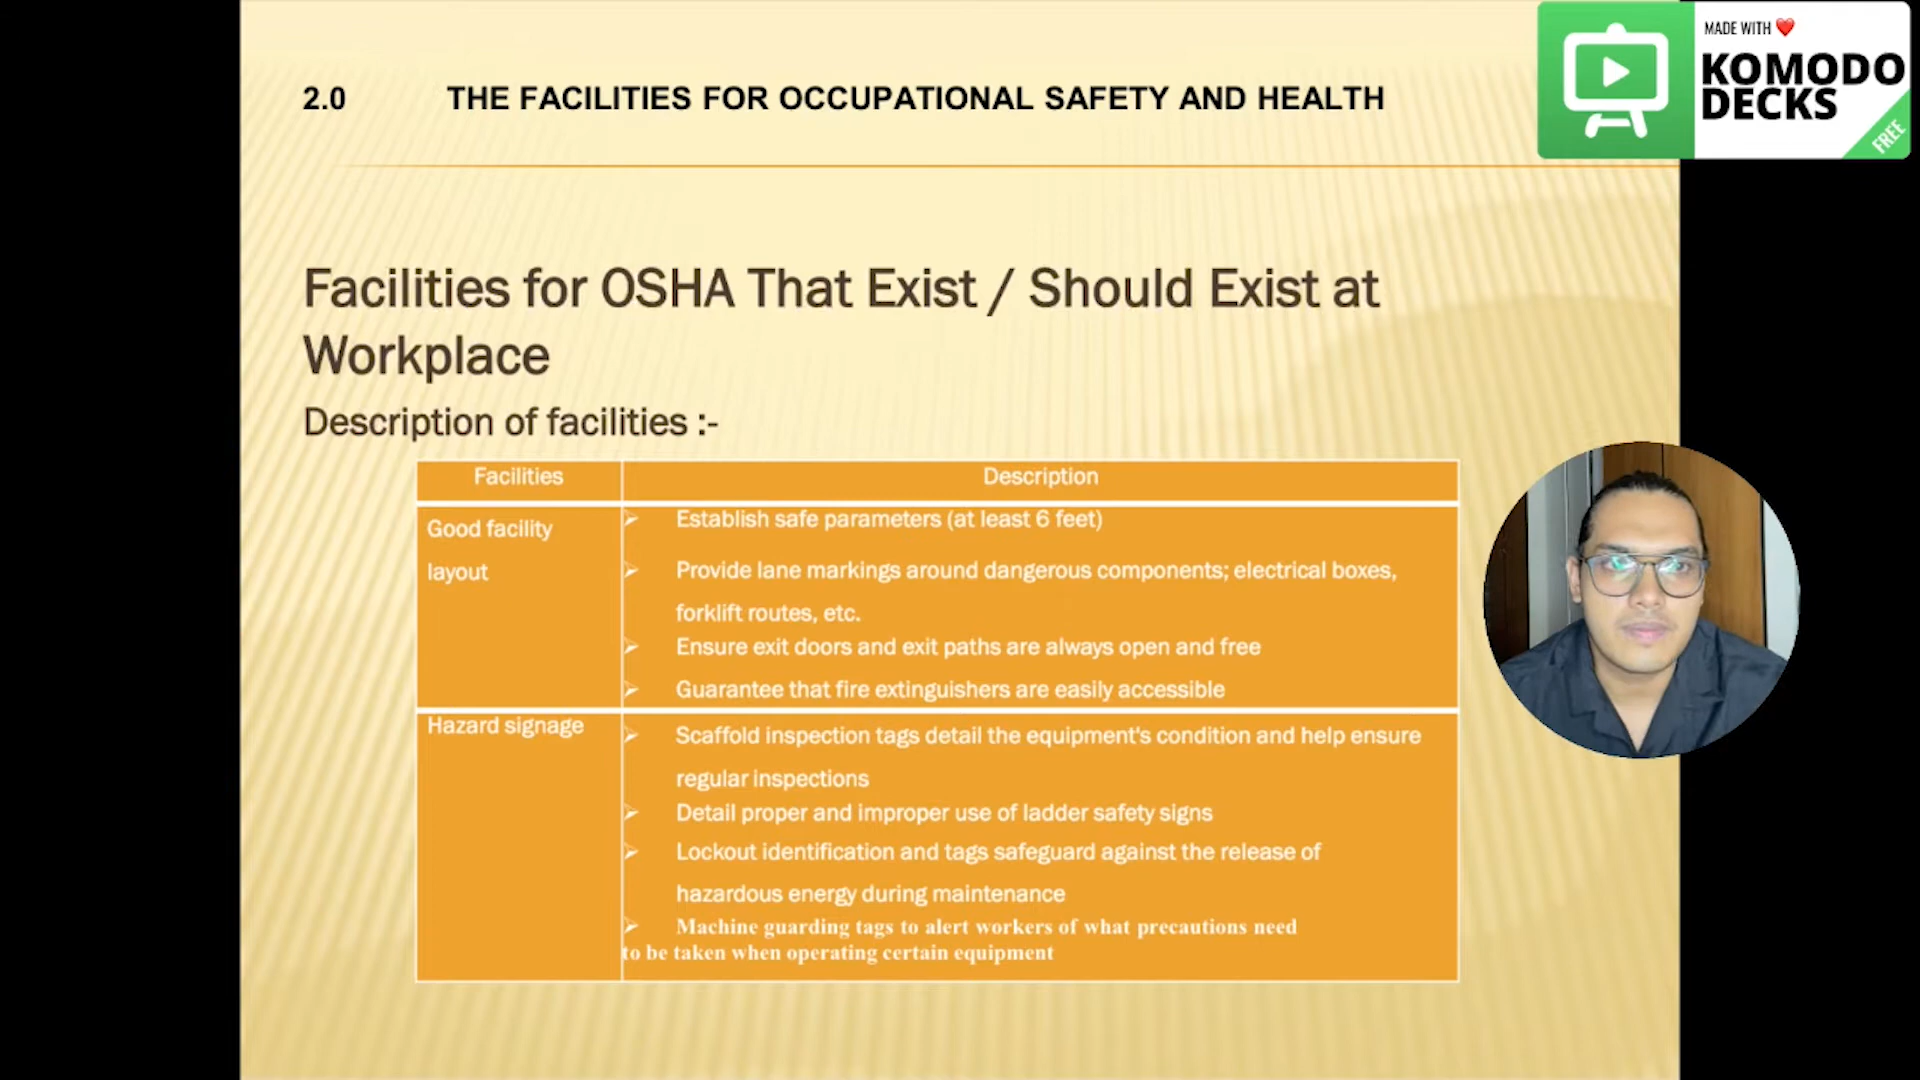 2.0 THE FACILITIES FOR OCCUPATIONAL SAFETY AND HEALTH
MADE WITH ❤️
KOMODO
DECKS
FREE
Facilities for OSHA That Exist / Should Exist at
Workplace
Description of facilities :-
Facilities Description
Good facility
layout
➢ Establish safe parameters (at least 6 feet)
➢ Provide lane markings around dangerous components; electrical boxes,
forklift routes, etc.
➢ Ensure exit doors and exit paths are always open and free
➢ Guarantee that fire extinguishers are easily accessible
Hazard signage
➢ Scaffold inspection tags detail the equipment's condition and help ensure
regular inspections
➢ Detail proper and improper use of ladder safety signs
➢ Lockout identification and tags safeguard against the release of
hazardous energy during maintenance
➢ Machine guarding tags to alert workers of what precautions need
to be taken when operating certain equipment